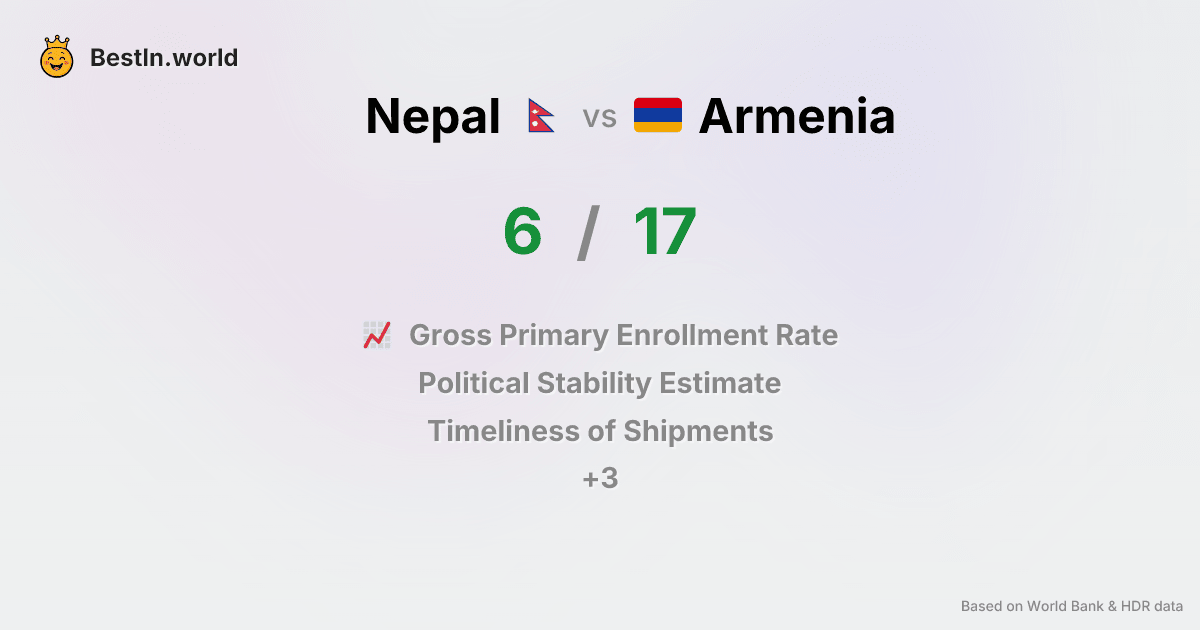 BestIn.world
Nepal vs Armenia
6 / 17
Gross Primary Enrollment Rate
Political Stability Estimate
Timeliness of Shipments
+3
Based on World Bank & HDR data